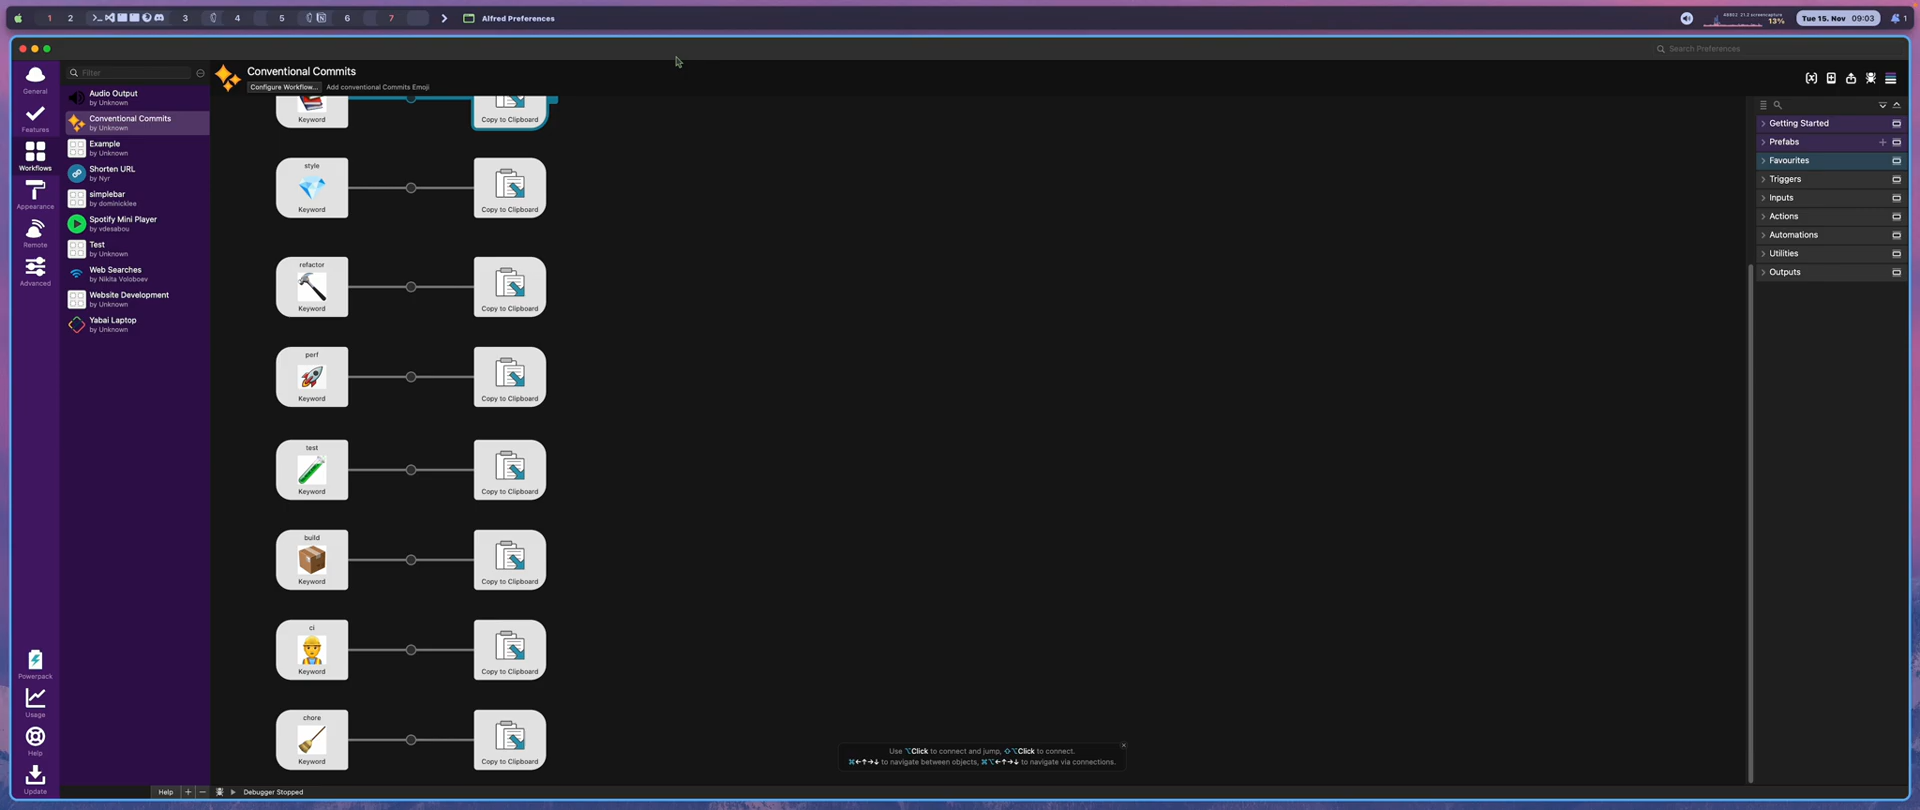 1 2 3 4 5 6 7 Alfred Preferences
21.2 screencapture
13%
Tue 15. Nov 09:03
1
Search Preferences
General
Features
Workflows
Appearance
Remote
Advanced
Powerpack
Usage
Help
Update
Filter
Audio Output
by Unknown
Conventional Commits
by Unknown
Example
by Unknown
Shorten URL
by Nyr
simplebar
by dominicklee
Spotify Mini Player
by vdesabou
Test
by Unknown
Web Searches
by Nikita Voloboev
Website Development
by Unknown
Yabai Laptop
by Unknown
Help + −
Conventional Commits
Configure Workflow... Add conventional Commits Emoji
Keyword
Copy to Clipboard
style
Keyword
Copy to Clipboard
refactor
Keyword
Copy to Clipboard
perf
Keyword
Copy to Clipboard
test
Keyword
Copy to Clipboard
build
Keyword
Copy to Clipboard
ci
Keyword
Copy to Clipboard
chore
Keyword
Copy to Clipboard
Use ⌥Click to connect and jump, ⇧⌥Click to connect.
⌘←↑→↓ to navigate between objects, ⌘⌥←↑→↓ to navigate via connections.
Debugger Stopped
Getting Started
Prefabs
Favourites
Triggers
Inputs
Actions
Automations
Utilities
Outputs